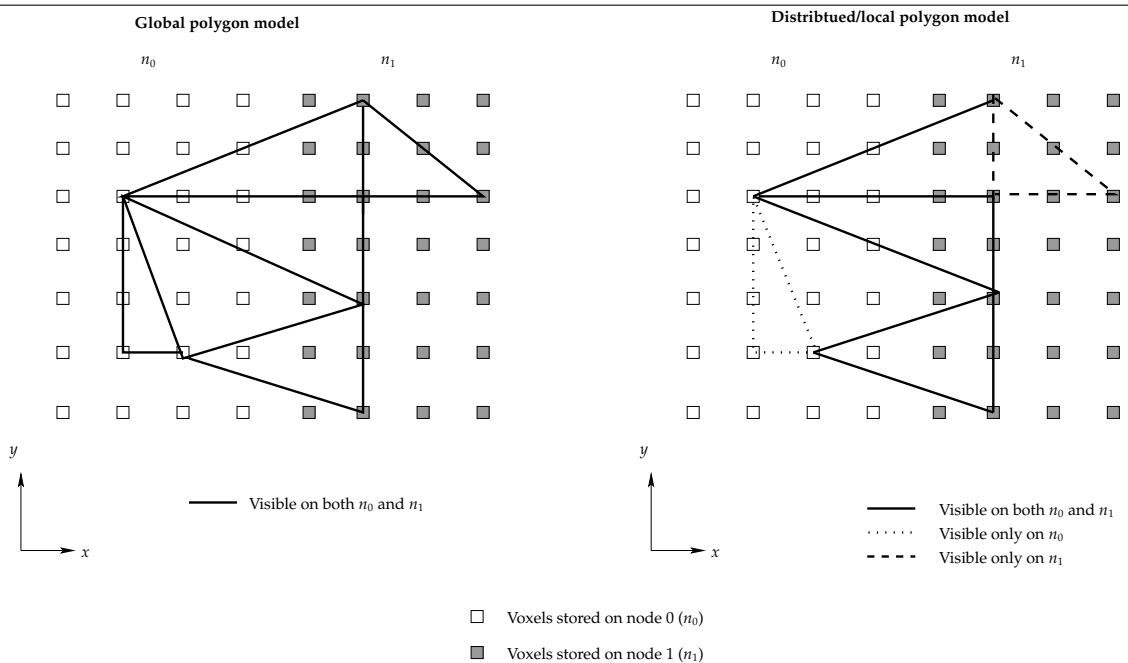 Global polygon model
Distribtued/local polygon model
n0
n1
n0
n1
y
x
Visible on both n0 and n1
y
x
Visible on both n0 and n1
Visible only on n0
Visible only on n1
Voxels stored on node 0 (n0)
Voxels stored on node 1 (n1)